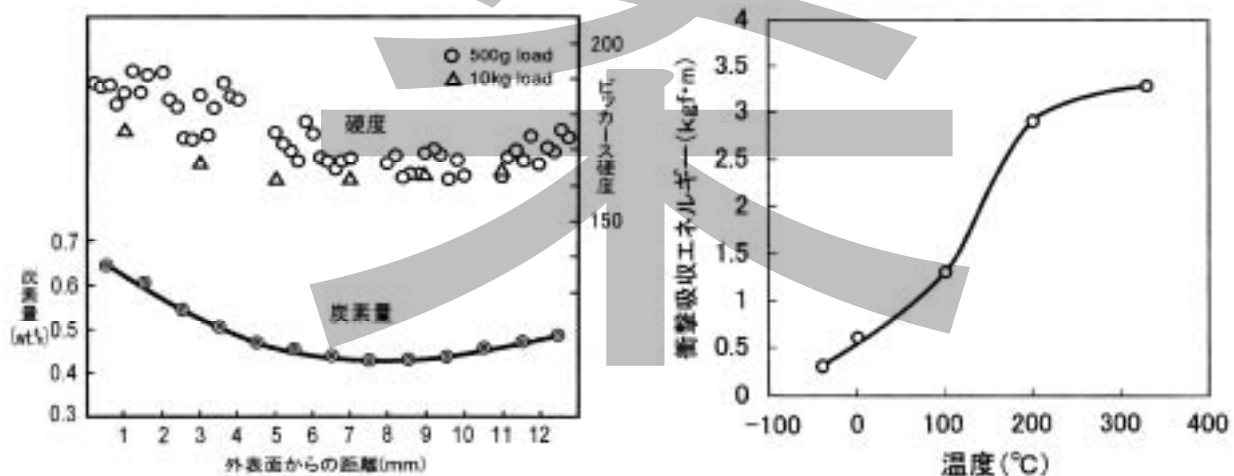 500g load
10kg load
硬度
200
150
ビッカース硬度
0.7
0.6
0.5
0.4
0.3
炭素量
(wt%)
炭素量
1 2 3 4 5 6 7 8 9 10 11 12
外表面からの距離(mm)
4
3.5
3
2.5
2
1.5
1
0.5
0
衝撃吸収エネルギー(kgf・m)
-100 0 100 200 300 400
温度(℃)